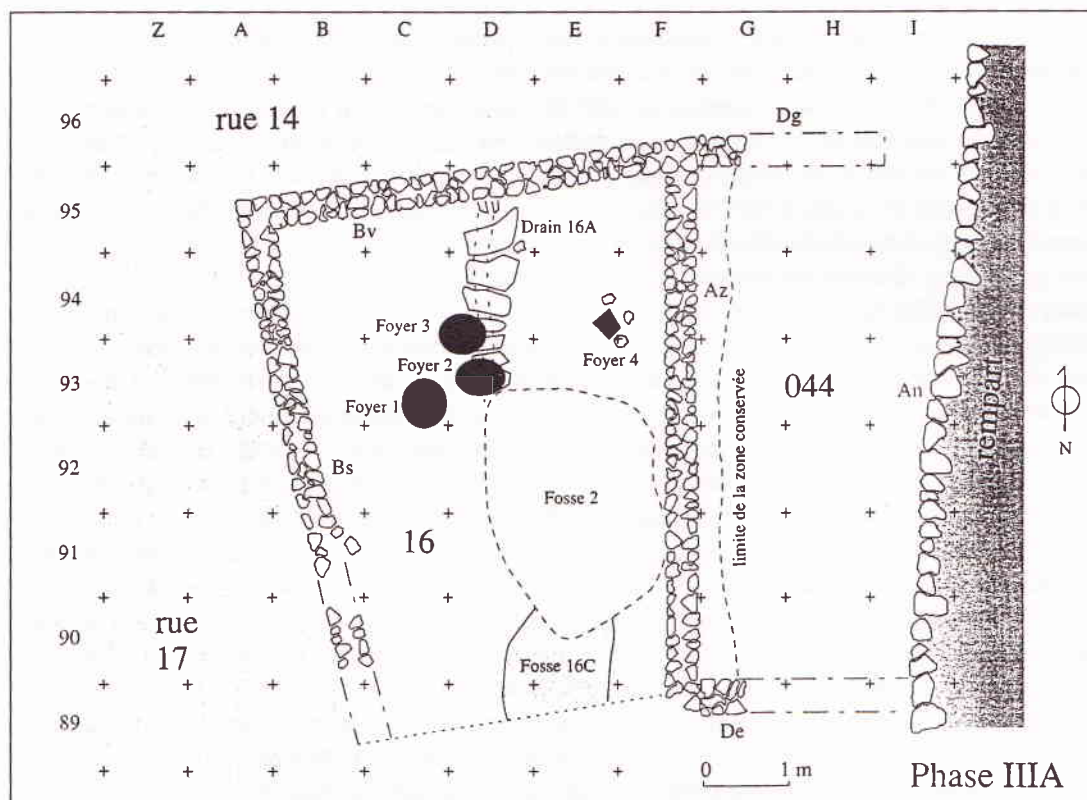 Z A B C D E F G H I
96
95
94
93
92
91
90
89
rue 14
Dg
Bv
Drain 16A
Az
Foyer 3
Foyer 4
Foyer 2
Foyer 1
044
An
rempart
N
Bs
Fosse 2
limite de la zone conservée
16
rue
17
Fosse 16C
De
0 1 m
Phase IIIA